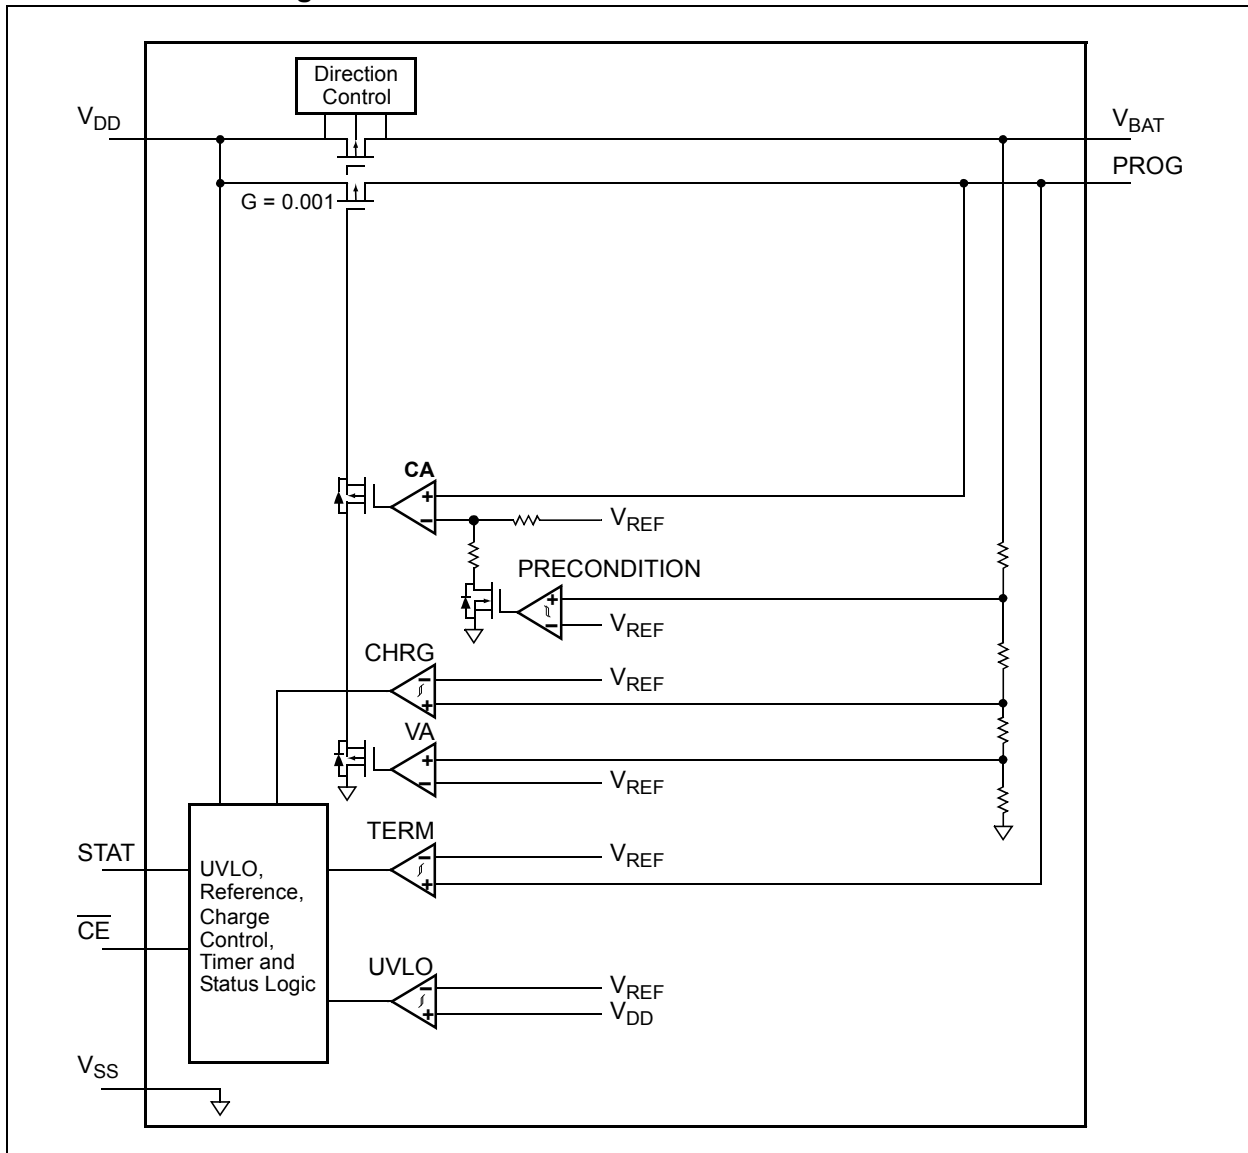 Direction
Control
VDD
VBAT
PROG
G = 0.001
CA
+
−
VREF
PRECONDITION
+
−
VREF
CHRG
−
+
VREF
VA
+
−
VREF
TERM
−
+
VREF
STAT
CE
UVLO,
Reference,
Charge
Control,
Timer and
Status Logic
UVLO
−
+
VREF
VDD
VSS